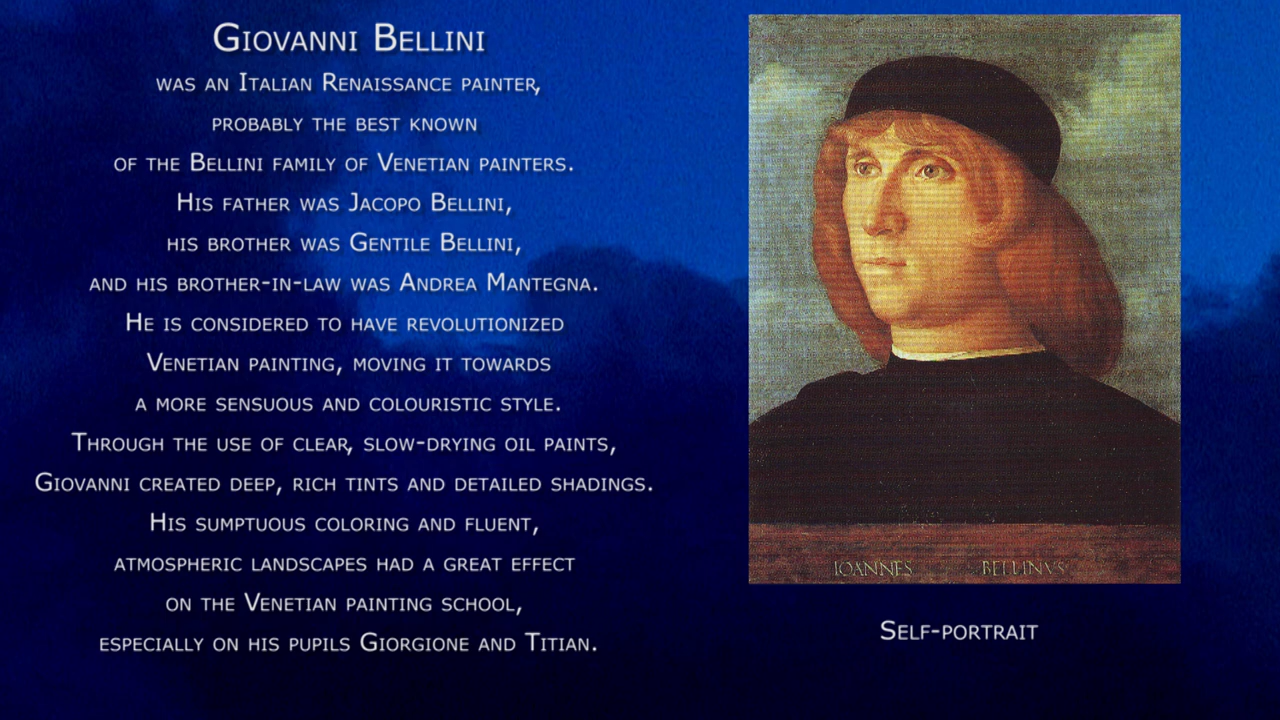 Giovanni Bellini
was an Italian Renaissance painter,
probably the best known
of the Bellini family of Venetian painters.
His father was Jacopo Bellini,
his brother was Gentile Bellini,
and his brother-in-law was Andrea Mantegna.
He is considered to have revolutionized
Venetian painting, moving it towards
a more sensuous and colouristic style.
Through the use of clear, slow-drying oil paints,
Giovanni created deep, rich tints and detailed shadings.
His sumptuous coloring and fluent,
atmospheric landscapes had a great effect
on the Venetian painting school,
especially on his pupils Giorgione and Titian.
IOANNES BELLINVS
Self-portrait